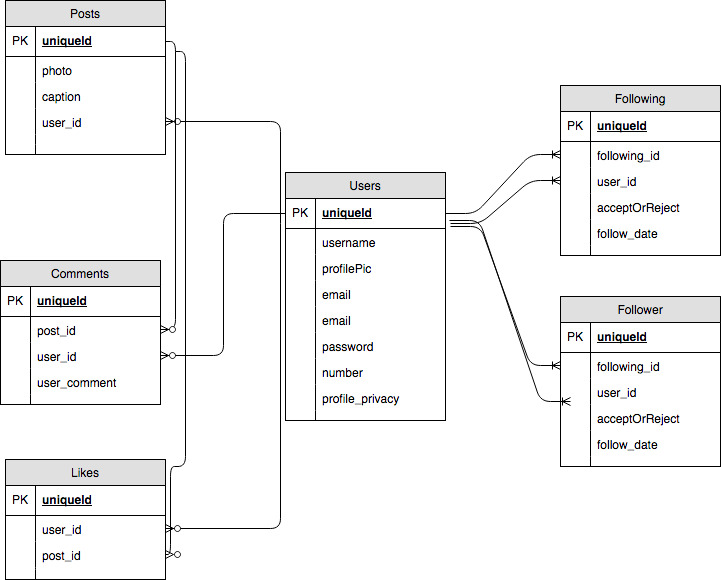 Posts
PK uniqueId
photo
caption
user_id
Comments
PK uniqueId
post_id
user_id
user_comment
Likes
PK uniqueId
user_id
post_id
Users
PK uniqueId
username
profilePic
email
email
password
number
profile_privacy
Following
PK uniqueId
following_id
user_id
acceptOrReject
follow_date
Follower
PK uniqueId
following_id
user_id
acceptOrReject
follow_date